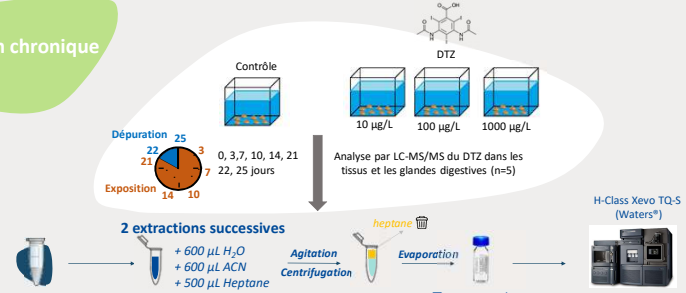 n chronique
DTZ
Contrôle
10 µg/L
100 µg/L
1000 µg/L
Dépuration
25
22
21
3
7
10
14
Exposition
0, 3,7, 10, 14, 21
22, 25 jours
Analyse par LC-MS/MS du DTZ dans les
tissus et les glandes digestives (n=5)
2 extractions successives
+ 600 µL H₂O
+ 600 µL ACN
+ 500 µL Heptane
Agitation
Centrifugation
heptane
Evaporation
H-Class Xevo TQ-S
(Waters®)